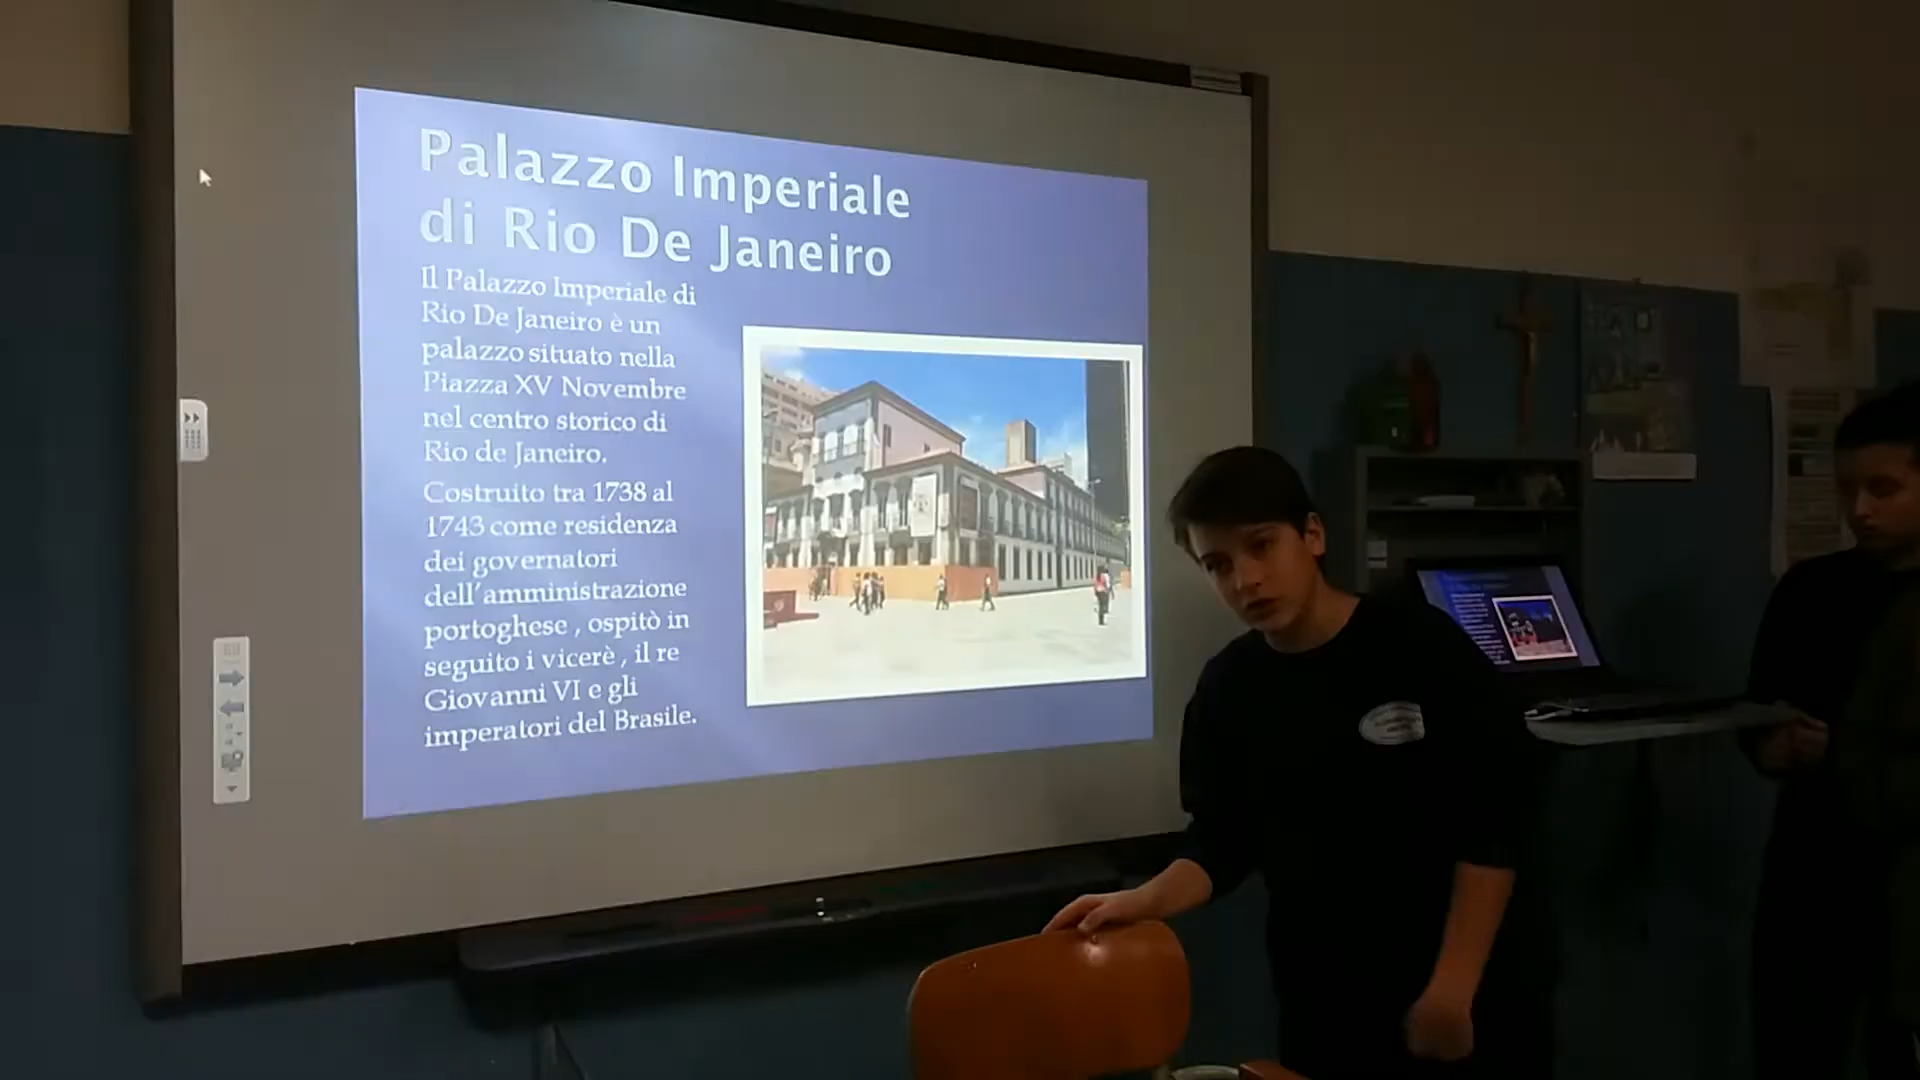 Palazzo Imperiale
di Rio De Janeiro
Il Palazzo Imperiale di
Rio De Janeiro è un
palazzo situato nella
Piazza XV Novembre
nel centro storico di
Rio de Janeiro.
Costruito tra 1738 al
1743 come residenza
dei governatori
dell'amministrazione
portoghese , ospitò in
seguito i vicerè , il re
Giovanni VI e gli
imperatori del Brasile.